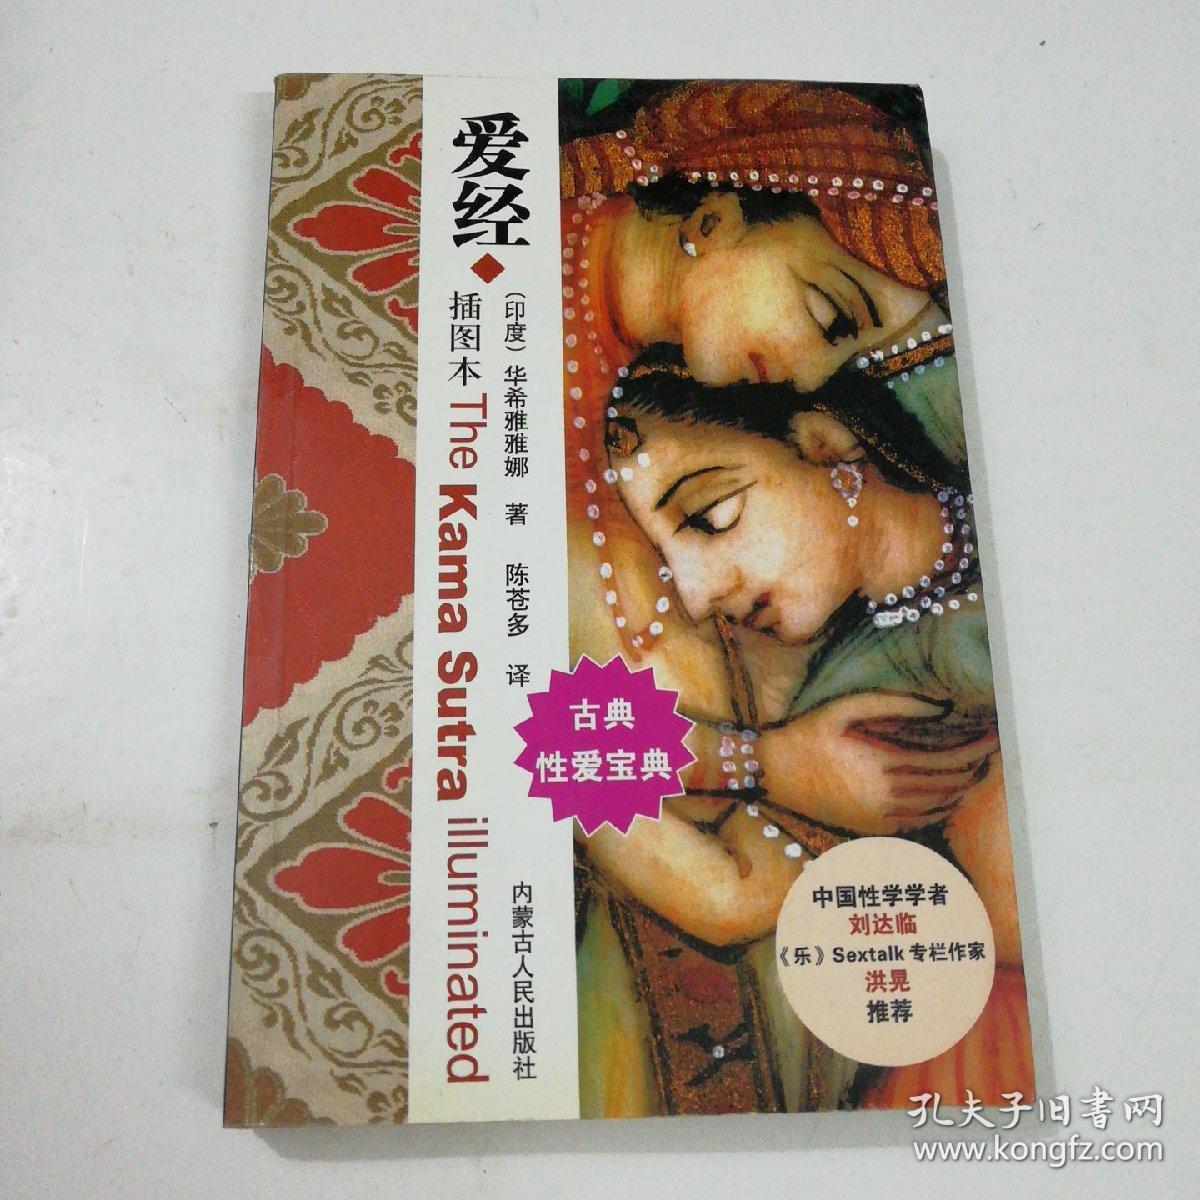 爱经
插图本 The Kama Sutra illuminated
(印度)华希雅雅娜 著 陈苍多 译
内蒙古人民出版社
古典
性爱宝典
中国性学学者
刘达临
《乐》Sextalk 专栏作家
洪晃
推荐
孔夫子旧书网
www.kongfz.com